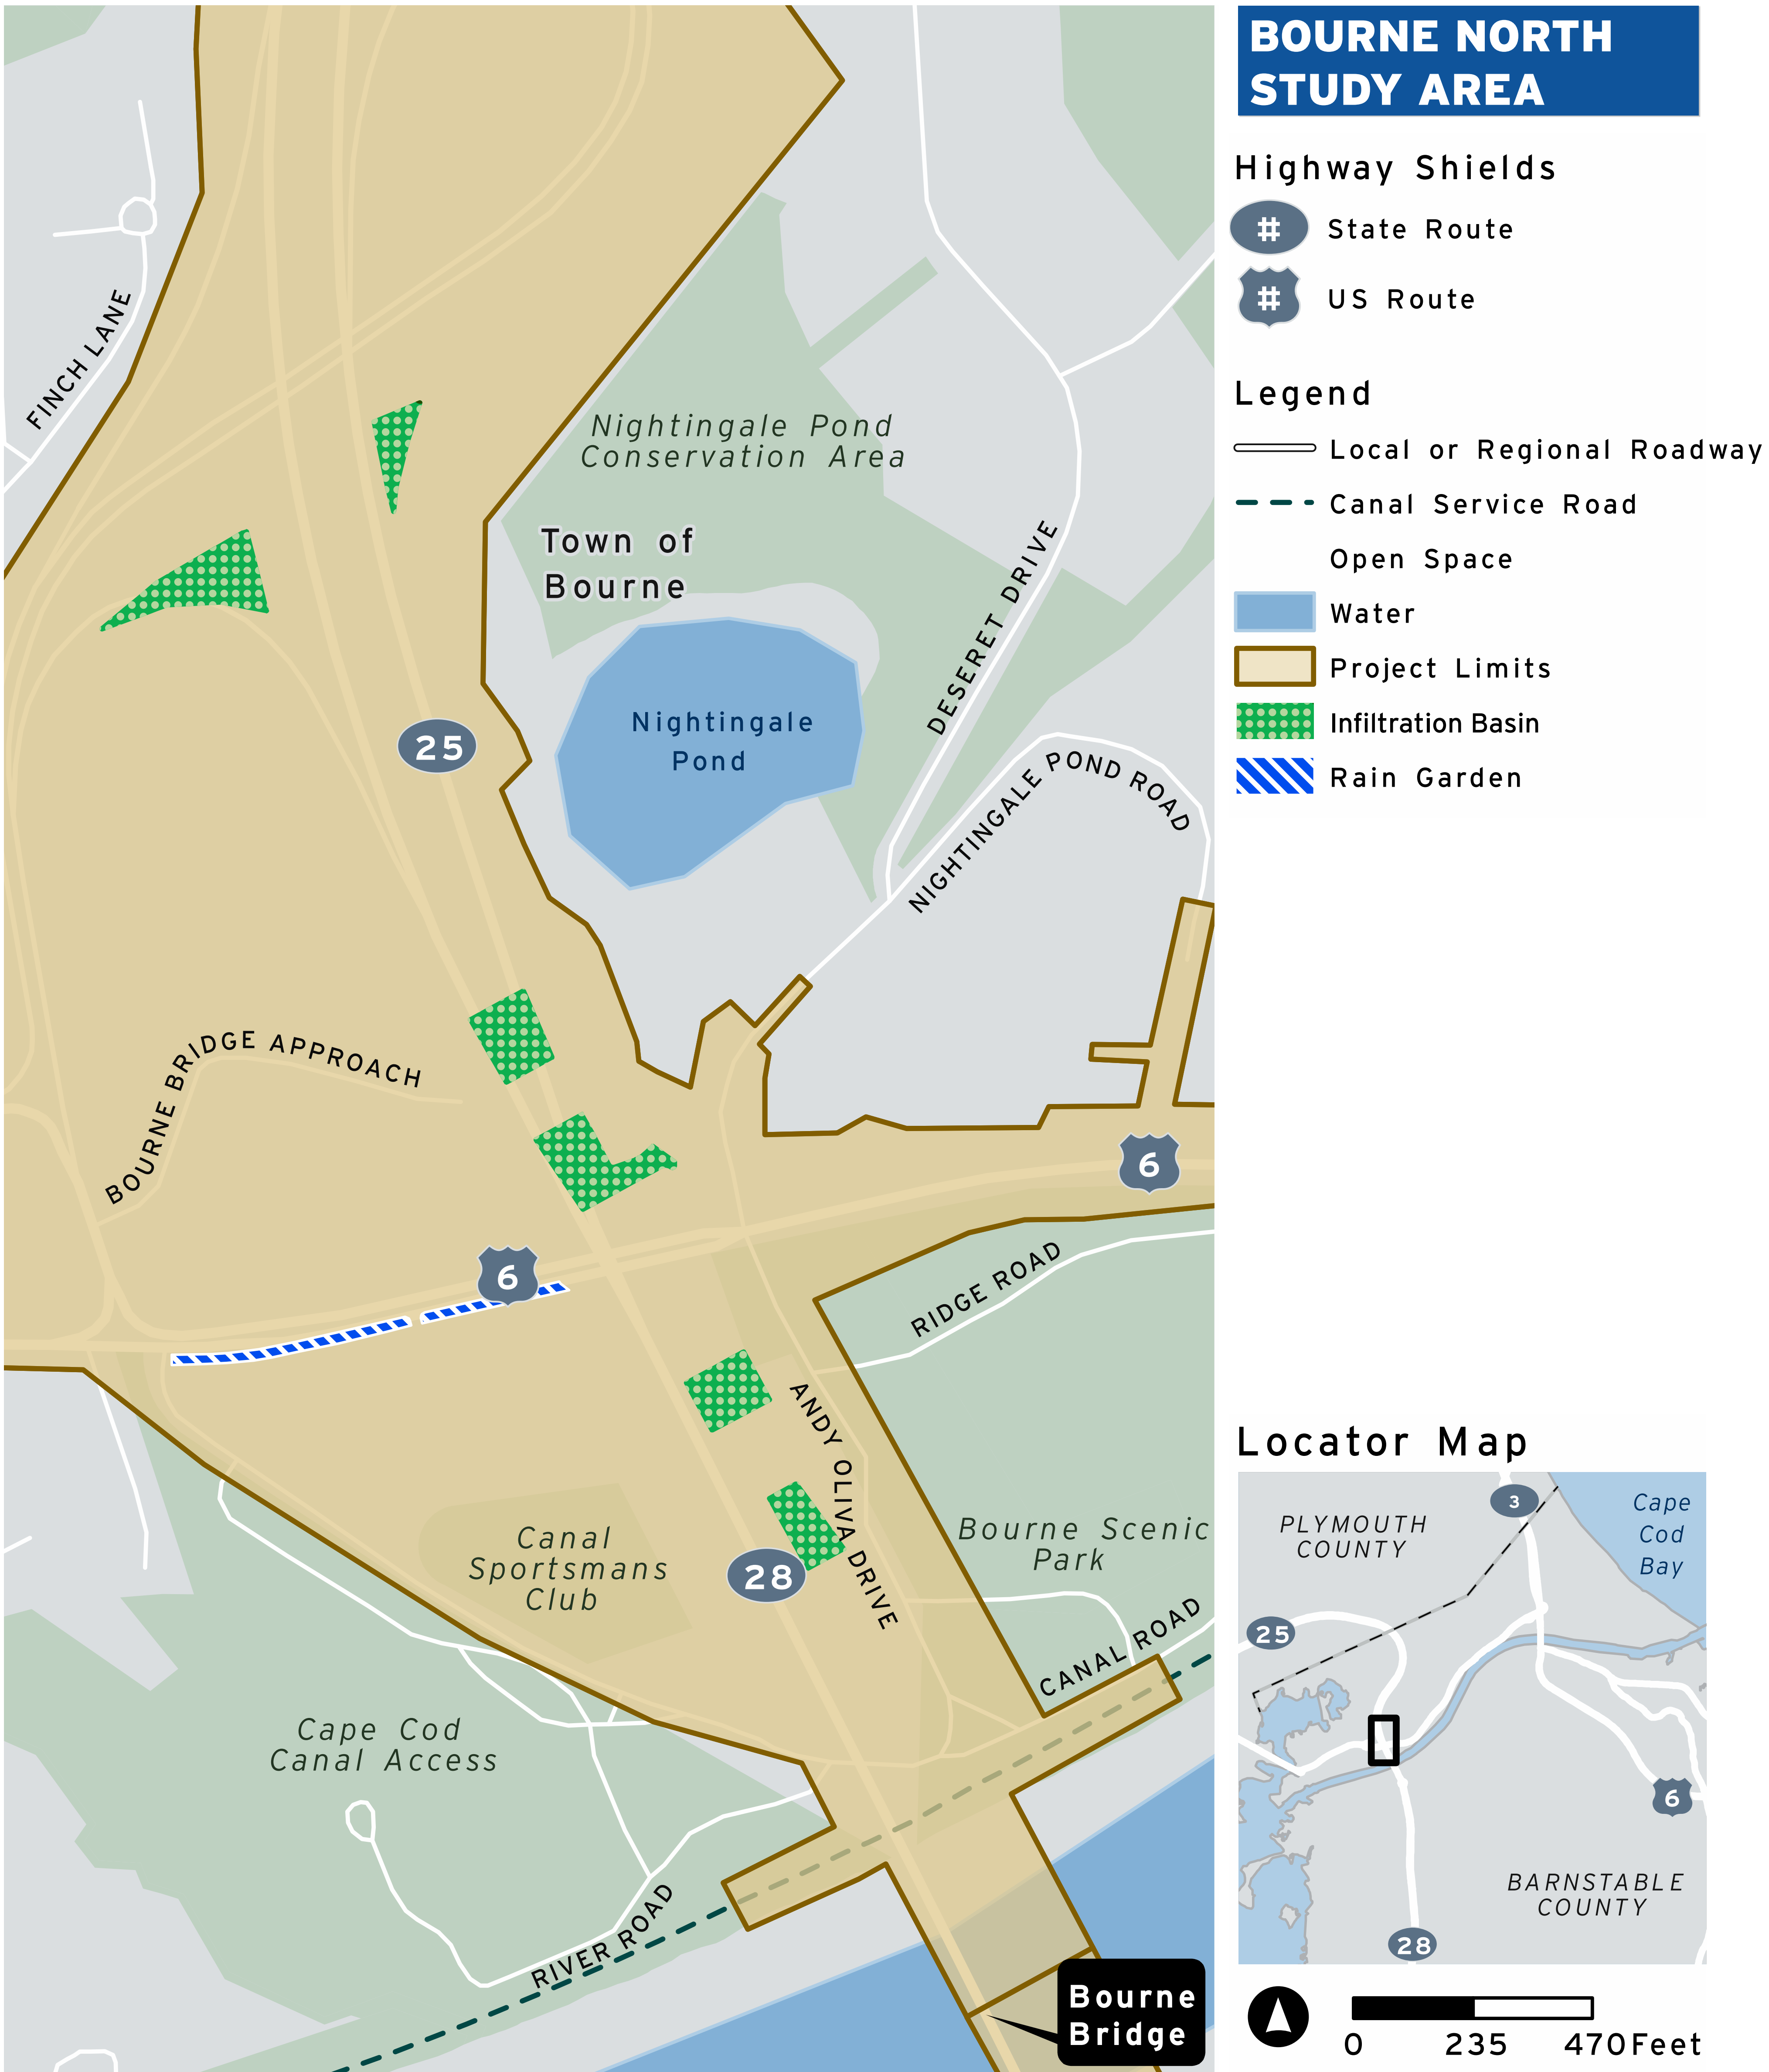 BOURNE NORTH
STUDY AREA
Highway Shields
# State Route
# US Route
Legend
Local or Regional Roadway
Canal Service Road
Open Space
Water
Project Limits
Infiltration Basin
Rain Garden
FINCH LANE
Nightingale Pond
Conservation Area
Town of
Bourne
DESERET DRIVE
Nightingale
Pond
25
NIGHTINGALE POND ROAD
BOURNE BRIDGE APPROACH
6
6
RIDGE ROAD
ANDY OLIVA DRIVE
Canal
Sportsmans
Club
28
Bourne Scenic
Park
CANAL ROAD
Cape Cod
Canal Access
RIVER ROAD
Bourne
Bridge
Locator Map
3
PLYMOUTH
COUNTY
Cape
Cod
Bay
25
6
BARNSTABLE
COUNTY
28
0 235 470 Feet